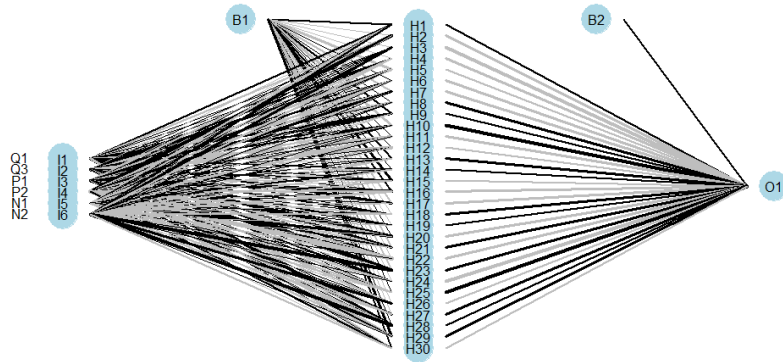 B1
B2
H1
H2
H3
H4
H5
H6
H7
H8
H9
H10
H11
H12
H13
H14
H15
H16
H17
H18
H19
H20
H21
H22
H23
H24
H25
H26
H27
H28
H29
H30
Q1 I1
Q3 I2
P1 I3
P2 I4
N1 I5
N2 I6
O1